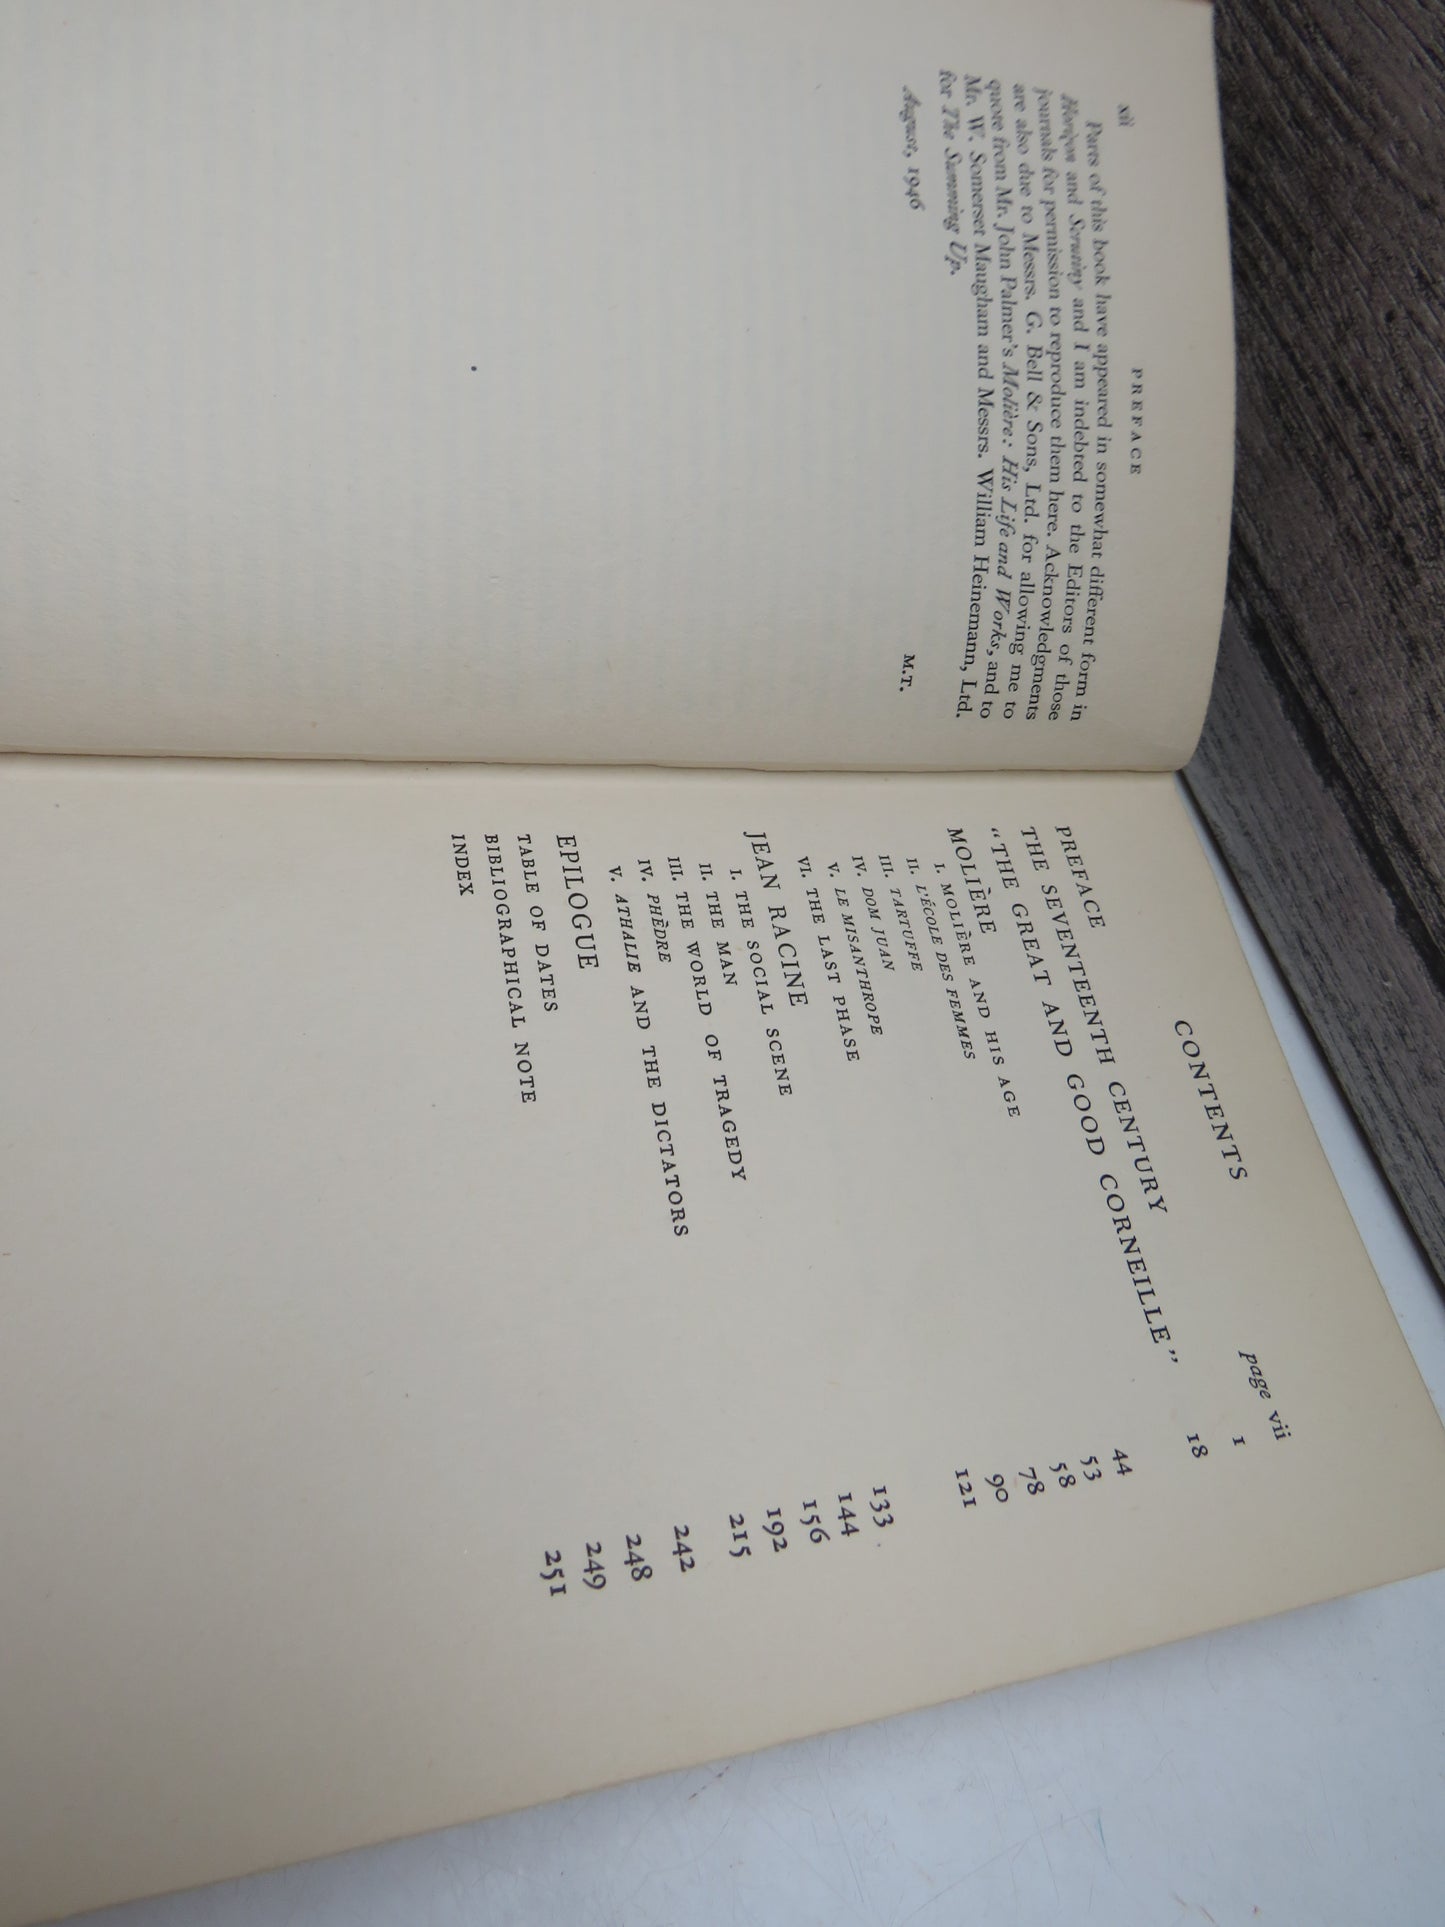 xii
PREFACE
Parts of this book have appeared in somewhat different form in
Horizon and Scrutiny and I am indebted to the Editors of those
journals for permission to reproduce them here. Acknowledgments
are also due to Messrs. G. Bell & Sons, Ltd. for allowing me to
quote from Mr. John Palmer's Molière: His Life and Works, and to
Mr. W. Somerset Maugham and Messrs. William Heinemann, Ltd.
for The Summing Up.
M.T.
August, 1946
CONTENTS
PREFACE page vii
THE SEVENTEENTH CENTURY 1
"THE GREAT AND GOOD CORNEILLE" 18
MOLIÈRE
I. MOLIÈRE AND HIS AGE 44
II. L'ÉCOLE DES FEMMES 53
III. TARTUFFE 58
IV. DOM JUAN 78
V. LE MISANTHROPE 90
VI. THE LAST PHASE 121
JEAN RACINE
I. THE SOCIAL SCENE 133
II. THE MAN 144
III. THE WORLD OF TRAGEDY 156
IV. PHÈDRE 192
V. ATHALIE AND THE DICTATORS 215
EPILOGUE 242
TABLE OF DATES 248
BIBLIOGRAPHICAL NOTE 249
INDEX 251